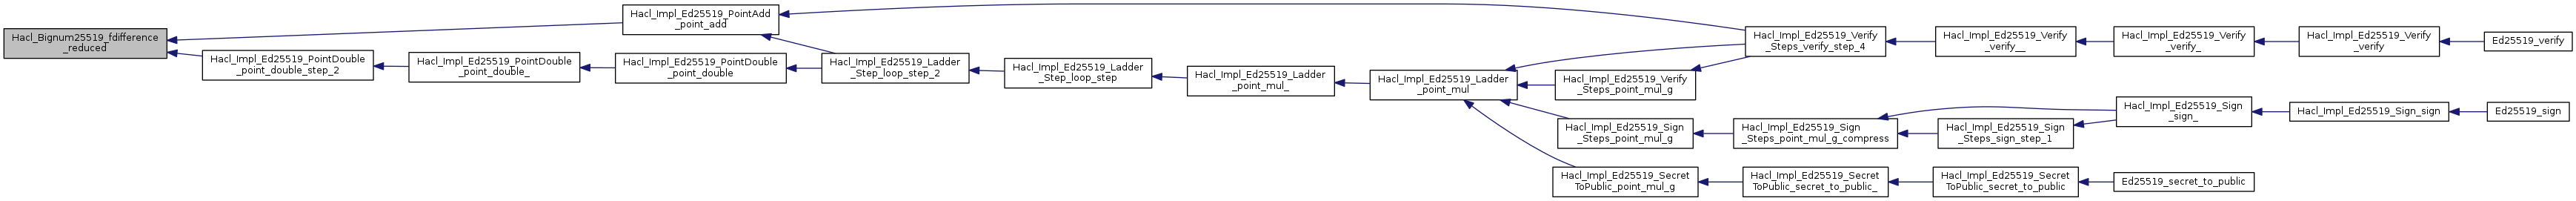 Hacl_Bignum25519_fdifference
_reduced
Hacl_Impl_Ed25519_PointAdd
_point_add
Hacl_Impl_Ed25519_PointDouble
_point_double_step_2
Hacl_Impl_Ed25519_PointDouble
_point_double_
Hacl_Impl_Ed25519_PointDouble
_point_double
Hacl_Impl_Ed25519_Ladder
_Step_loop_step_2
Hacl_Impl_Ed25519_Ladder
_Step_loop_step
Hacl_Impl_Ed25519_Ladder
_point_mul_
Hacl_Impl_Ed25519_Ladder
_point_mul
Hacl_Impl_Ed25519_Verify
_Steps_verify_step_4
Hacl_Impl_Ed25519_Verify
_Steps_point_mul_g
Hacl_Impl_Ed25519_Verify
_verify__
Hacl_Impl_Ed25519_Verify
_verify_
Hacl_Impl_Ed25519_Verify
_verify
Ed25519_verify
Hacl_Impl_Ed25519_Sign
_Steps_point_mul_g
Hacl_Impl_Ed25519_Sign
_Steps_point_mul_g_compress
Hacl_Impl_Ed25519_Sign
_Steps_sign_step_1
Hacl_Impl_Ed25519_Sign
_sign_
Hacl_Impl_Ed25519_Sign_sign
Ed25519_sign
Hacl_Impl_Ed25519_Secret
ToPublic_point_mul_g
Hacl_Impl_Ed25519_Secret
ToPublic_secret_to_public_
Hacl_Impl_Ed25519_Secret
ToPublic_secret_to_public
Ed25519_secret_to_public